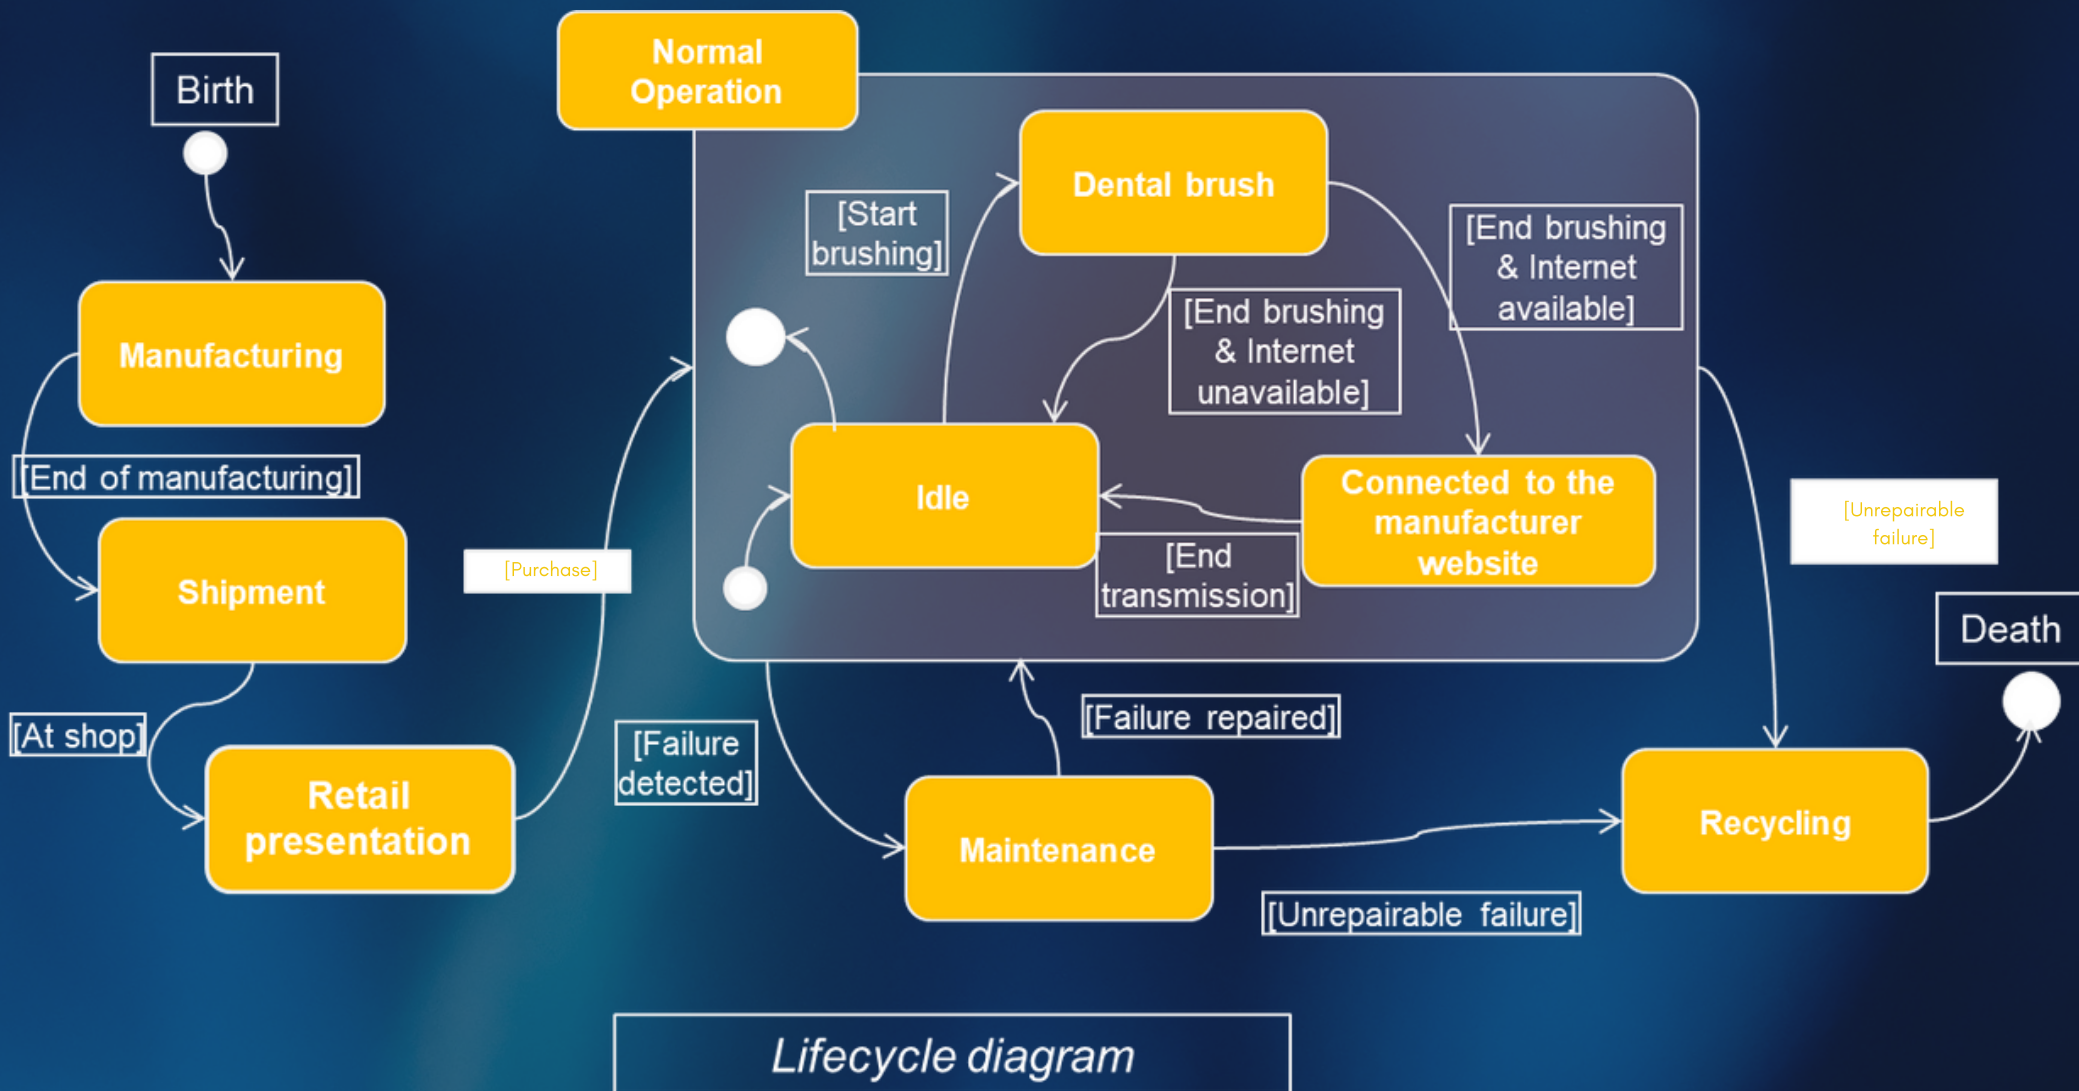 Birth
Normal
Operation
Dental brush
[Start
brushing]
[End brushing
& Internet
available]
[End brushing
& Internet
unavailable]
Manufacturing
[End of manufacturing]
Idle
Connected to the
manufacturer
website
[End
transmission]
[Unrepairable
failure]
[Purchase]
Shipment
Death
[At shop]
[Failure
detected]
[Failure repaired]
Retail
presentation
Maintenance
Recycling
[Unrepairable failure]
Lifecycle diagram